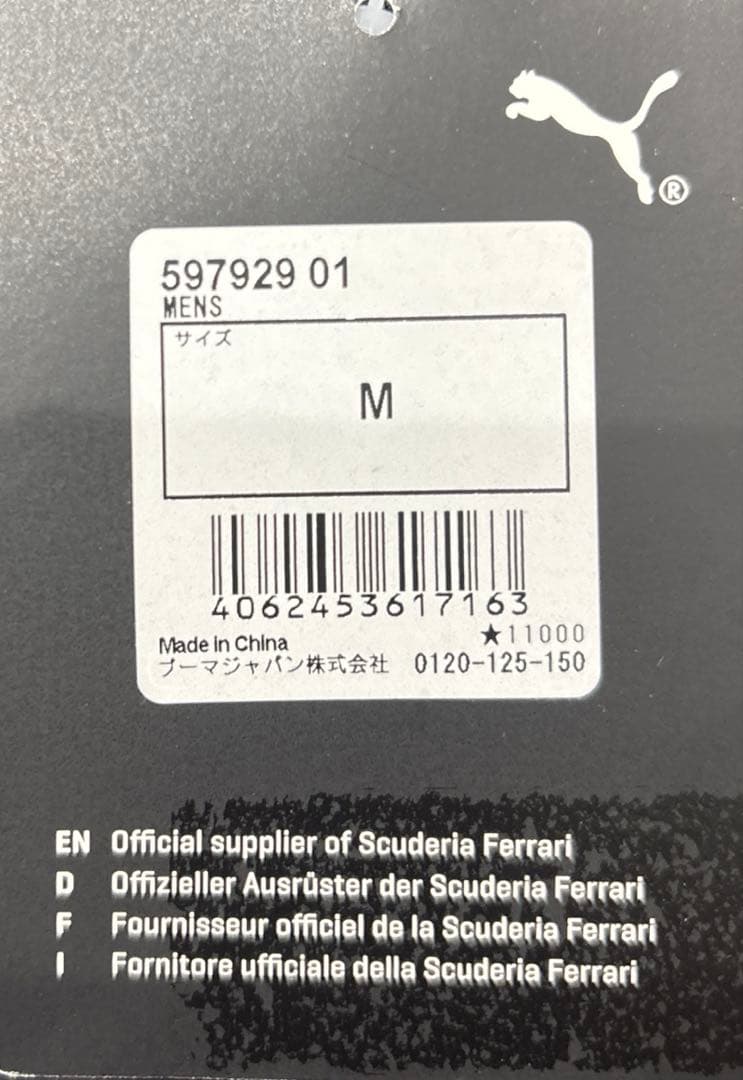 ®
597929 01
MENS
サイズ
M
4062453617163
★11000
Made in China
プーマジャパン株式会社 0120-125-150
EN Official supplier of Scuderia Ferrari
D Offizieller Ausrüster der Scuderia Ferrari
F Fournisseur officiel de la Scuderia Ferrari
I Fornitore ufficiale della Scuderia Ferrari